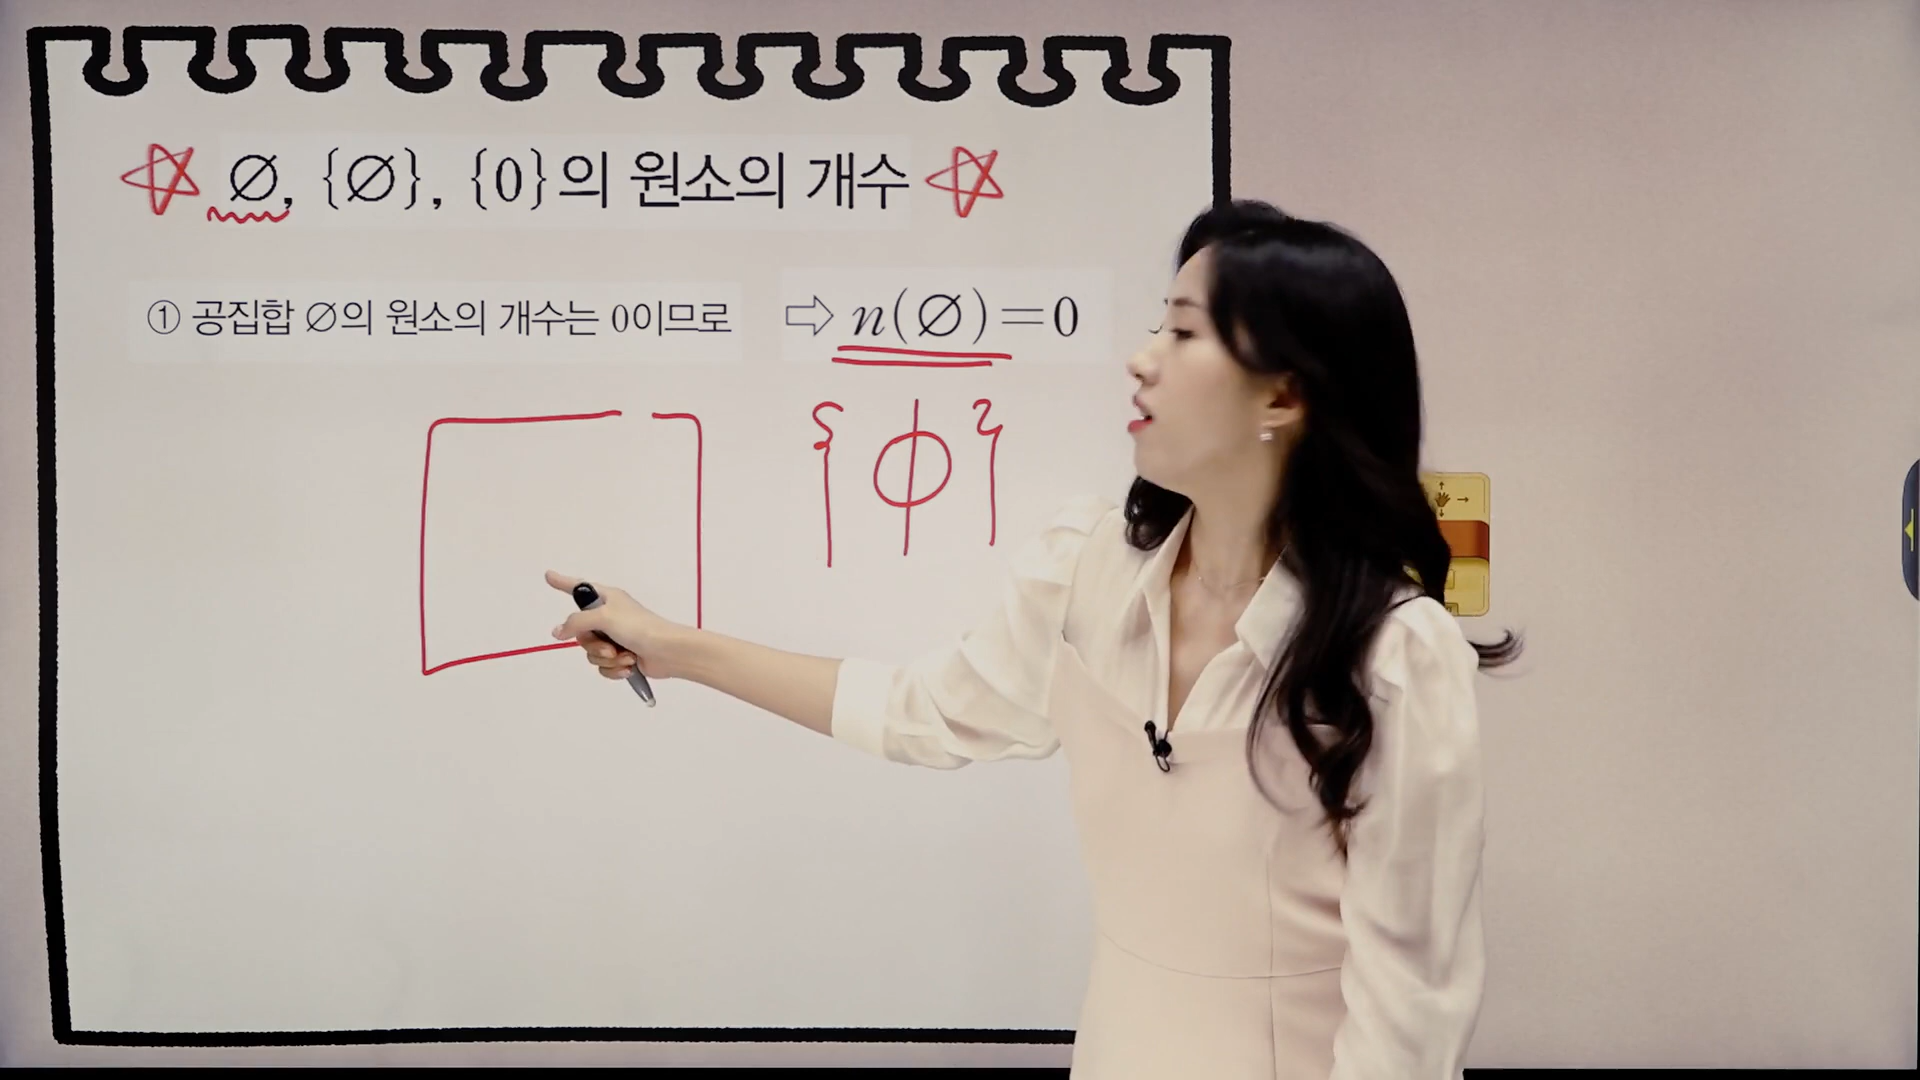 ∅, {∅}, {0}의 원소의 개수
① 공집합 ∅의 원소의 개수는 0이므로 ⇨ n(∅)=0
{ϕ}